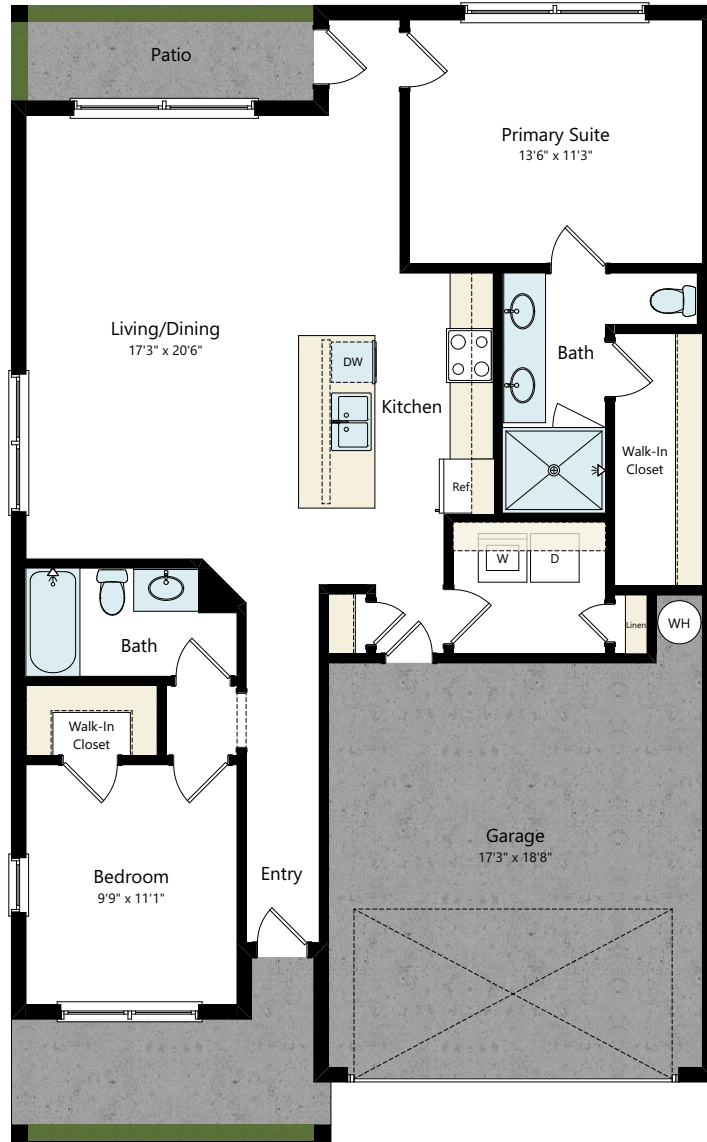 Patio
Primary Suite
13'6" x 11'3"
Living/Dining
17'3" x 20'6"
DW
Bath
Kitchen
Walk-In
Closet
Ref.
W
D
Linen
WH
Bath
Walk-In
Closet
Garage
17'3" x 18'8"
Bedroom
9'9" x 11'1"
Entry